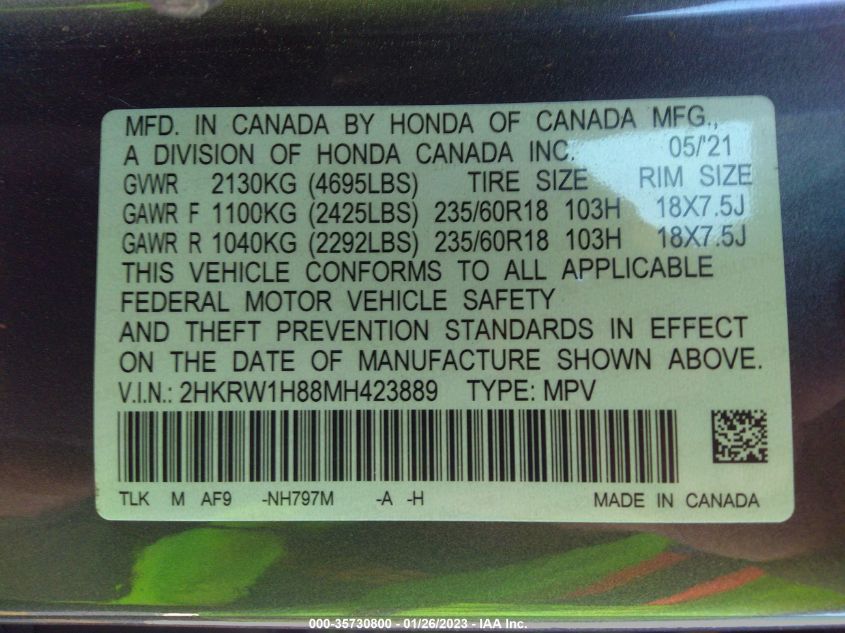 MFD. IN CANADA BY HONDA OF CANADA MFG.,
A DIVISION OF HONDA CANADA INC. 05/'21
GVWR 2130KG (4695LBS) TIRE SIZE RIM SIZE
GAWR F 1100KG (2425LBS) 235/60R18 103H 18X7.5J
GAWR R 1040KG (2292LBS) 235/60R18 103H 18X7.5J
THIS VEHICLE CONFORMS TO ALL APPLICABLE
FEDERAL MOTOR VEHICLE SAFETY
AND THEFT PREVENTION STANDARDS IN EFFECT
ON THE DATE OF MANUFACTURE SHOWN ABOVE.
V.I.N.: 2HKRW1H88MH423889 TYPE: MPV
TLK M AF9 -NH797M -A -H MADE IN CANADA
000-35730800 - 01/26/2023 - IAA Inc.